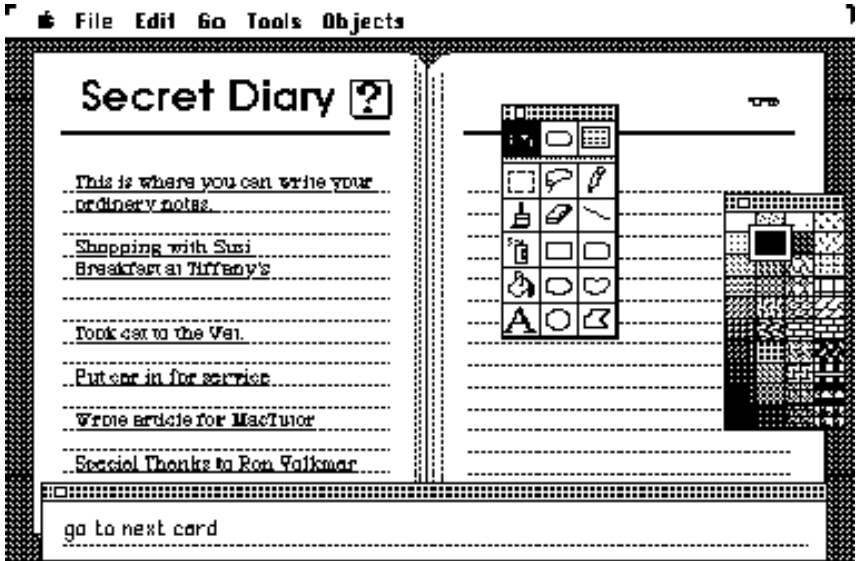 File Edit Go Tools Objects
Secret Diary ?
This is where you can write your
ordinery notes.
Shopping with Susi
Breakfast at Tiffany's
Took cat to the Vet.
Put car in for service
Wrote article for MacTutor
Special Thanks to Ron Volkmar
A
go to next card